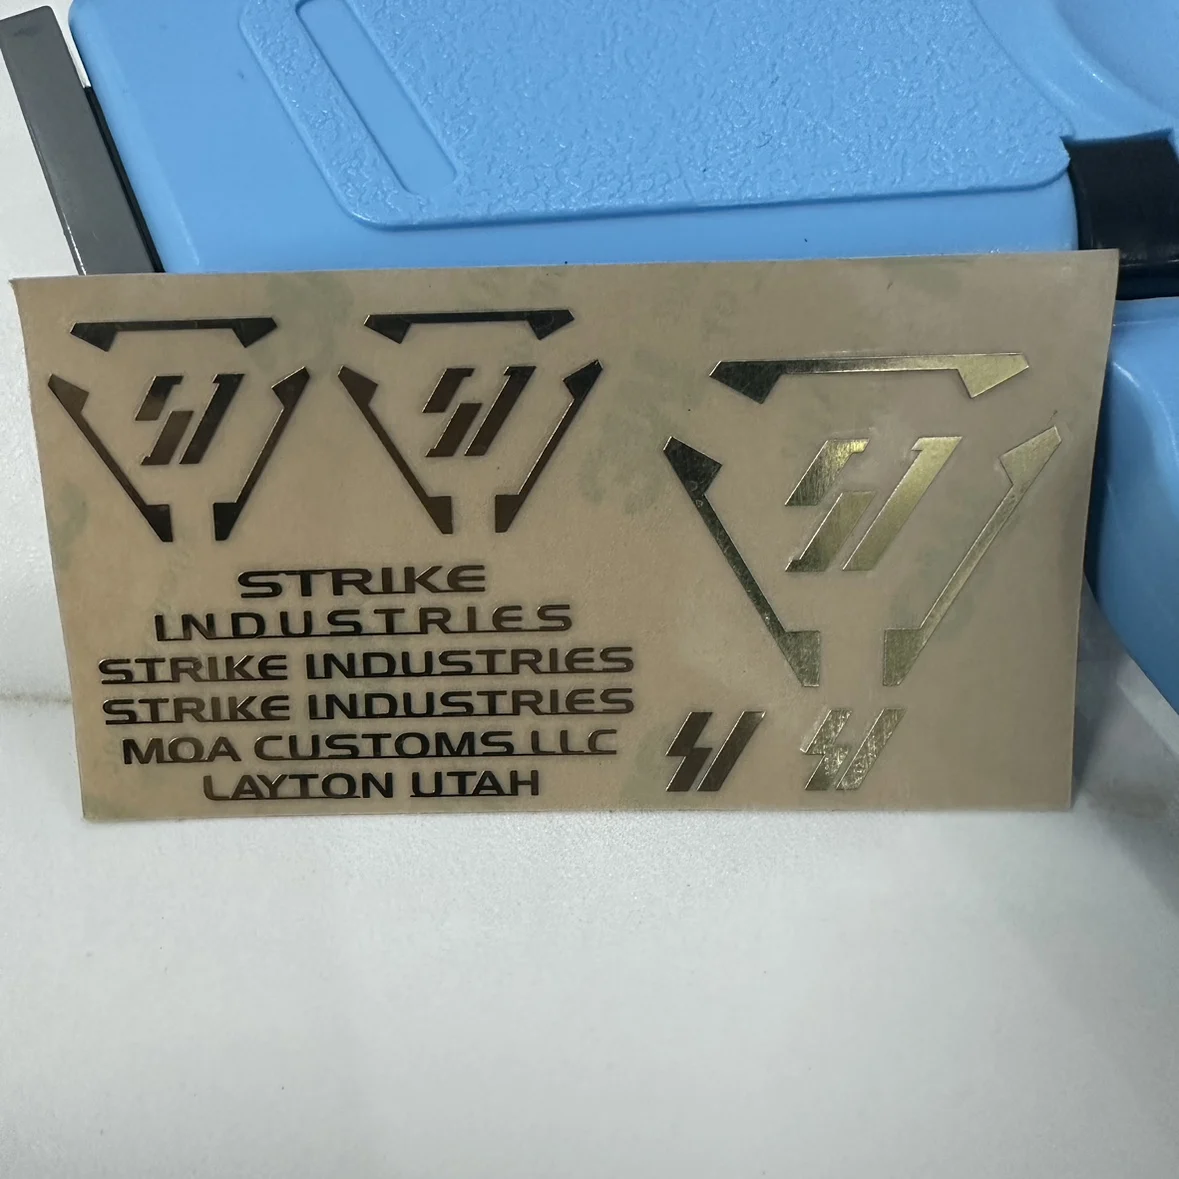 STRIKE
INDUSTRIES
STRIKE INDUSTRIES
STRIKE INDUSTRIES
MOA CUSTOMS LLC
LAYTON UTAH